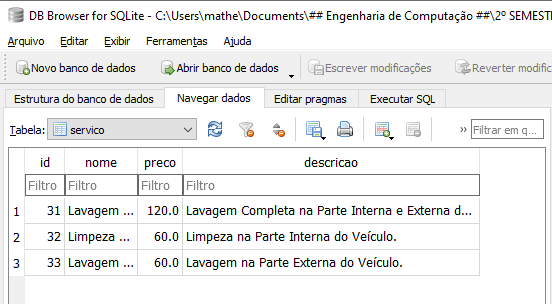 DB Browser for SQLite - C:\Users\mathe\Documents\## Engenharia de Computação ##\2º SEMEST
Arquivo Editar Exibir Ferramentas Ajuda
Novo banco de dados Abrir banco de dados Escrever modificações Reverter modific
Estrutura do banco de dados Navegar dados Editar pragmas Executar SQL
Tabela: servico » Filtrar em q...
id nome preco descricao
Filtro Filtro Filtro Filtro
1 31 Lavagem ... 120.0 Lavagem Completa na Parte Interna e Externa d...
2 32 Limpeza ... 60.0 Limpeza na Parte Interna do Veículo.
3 33 Lavagem ... 60.0 Lavagem na Parte Externa do Veículo.